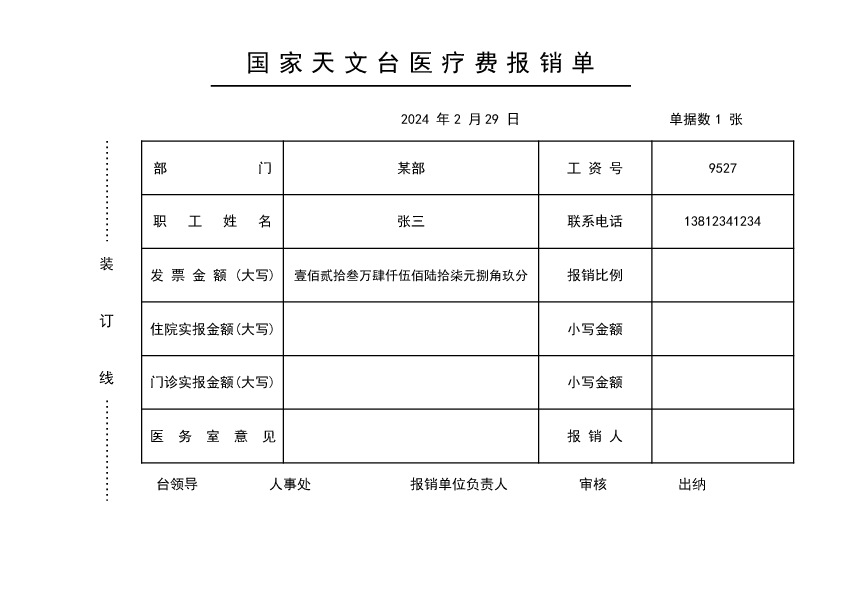 国家天文台医疗费报销单
2024 年 2 月 29 日 单据数 1 张
部 门 某部 工 资 号 9527
职 工 姓 名 张三 联系电话 13812341234
发 票 金 额 (大写) 壹佰贰拾叁万肆仟伍佰陆拾柒元捌角玖分 报销比例
住院实报金额(大写) 小写金额
门诊实报金额(大写) 小写金额
医 务 室 意 见 报 销 人
台领导 人事处 报销单位负责人 审核 出纳
装
订
线